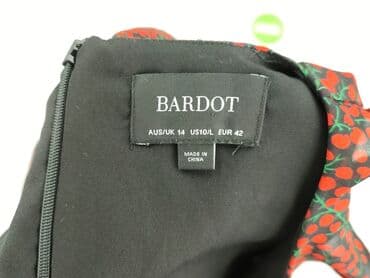 BARDOT
AUS/UK 14 US10/L EUR 42
MADE IN
CHINA